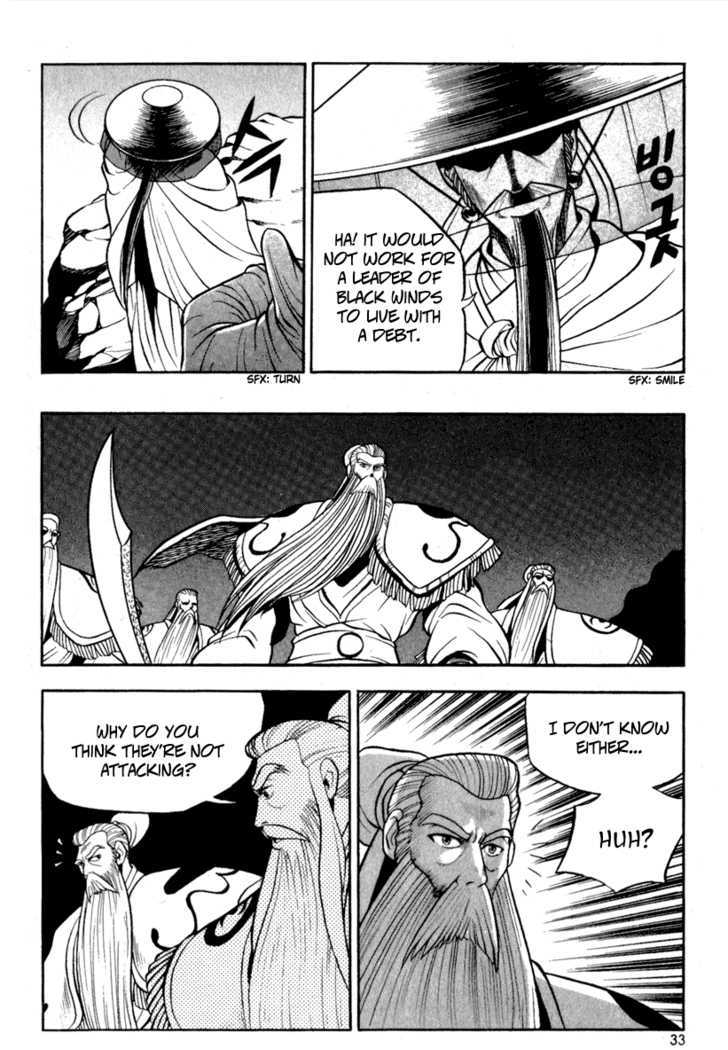 SFX: TURN
HA! IT WOULD
NOT WORK FOR
A LEADER OF
BLACK WINDS
TO LIVE WITH
A DEBT.
빙긋
SFX: SMILE
WHY DO YOU
THINK THEY'RE NOT
ATTACKING?
I DON'T KNOW
EITHER...
HUH?
33